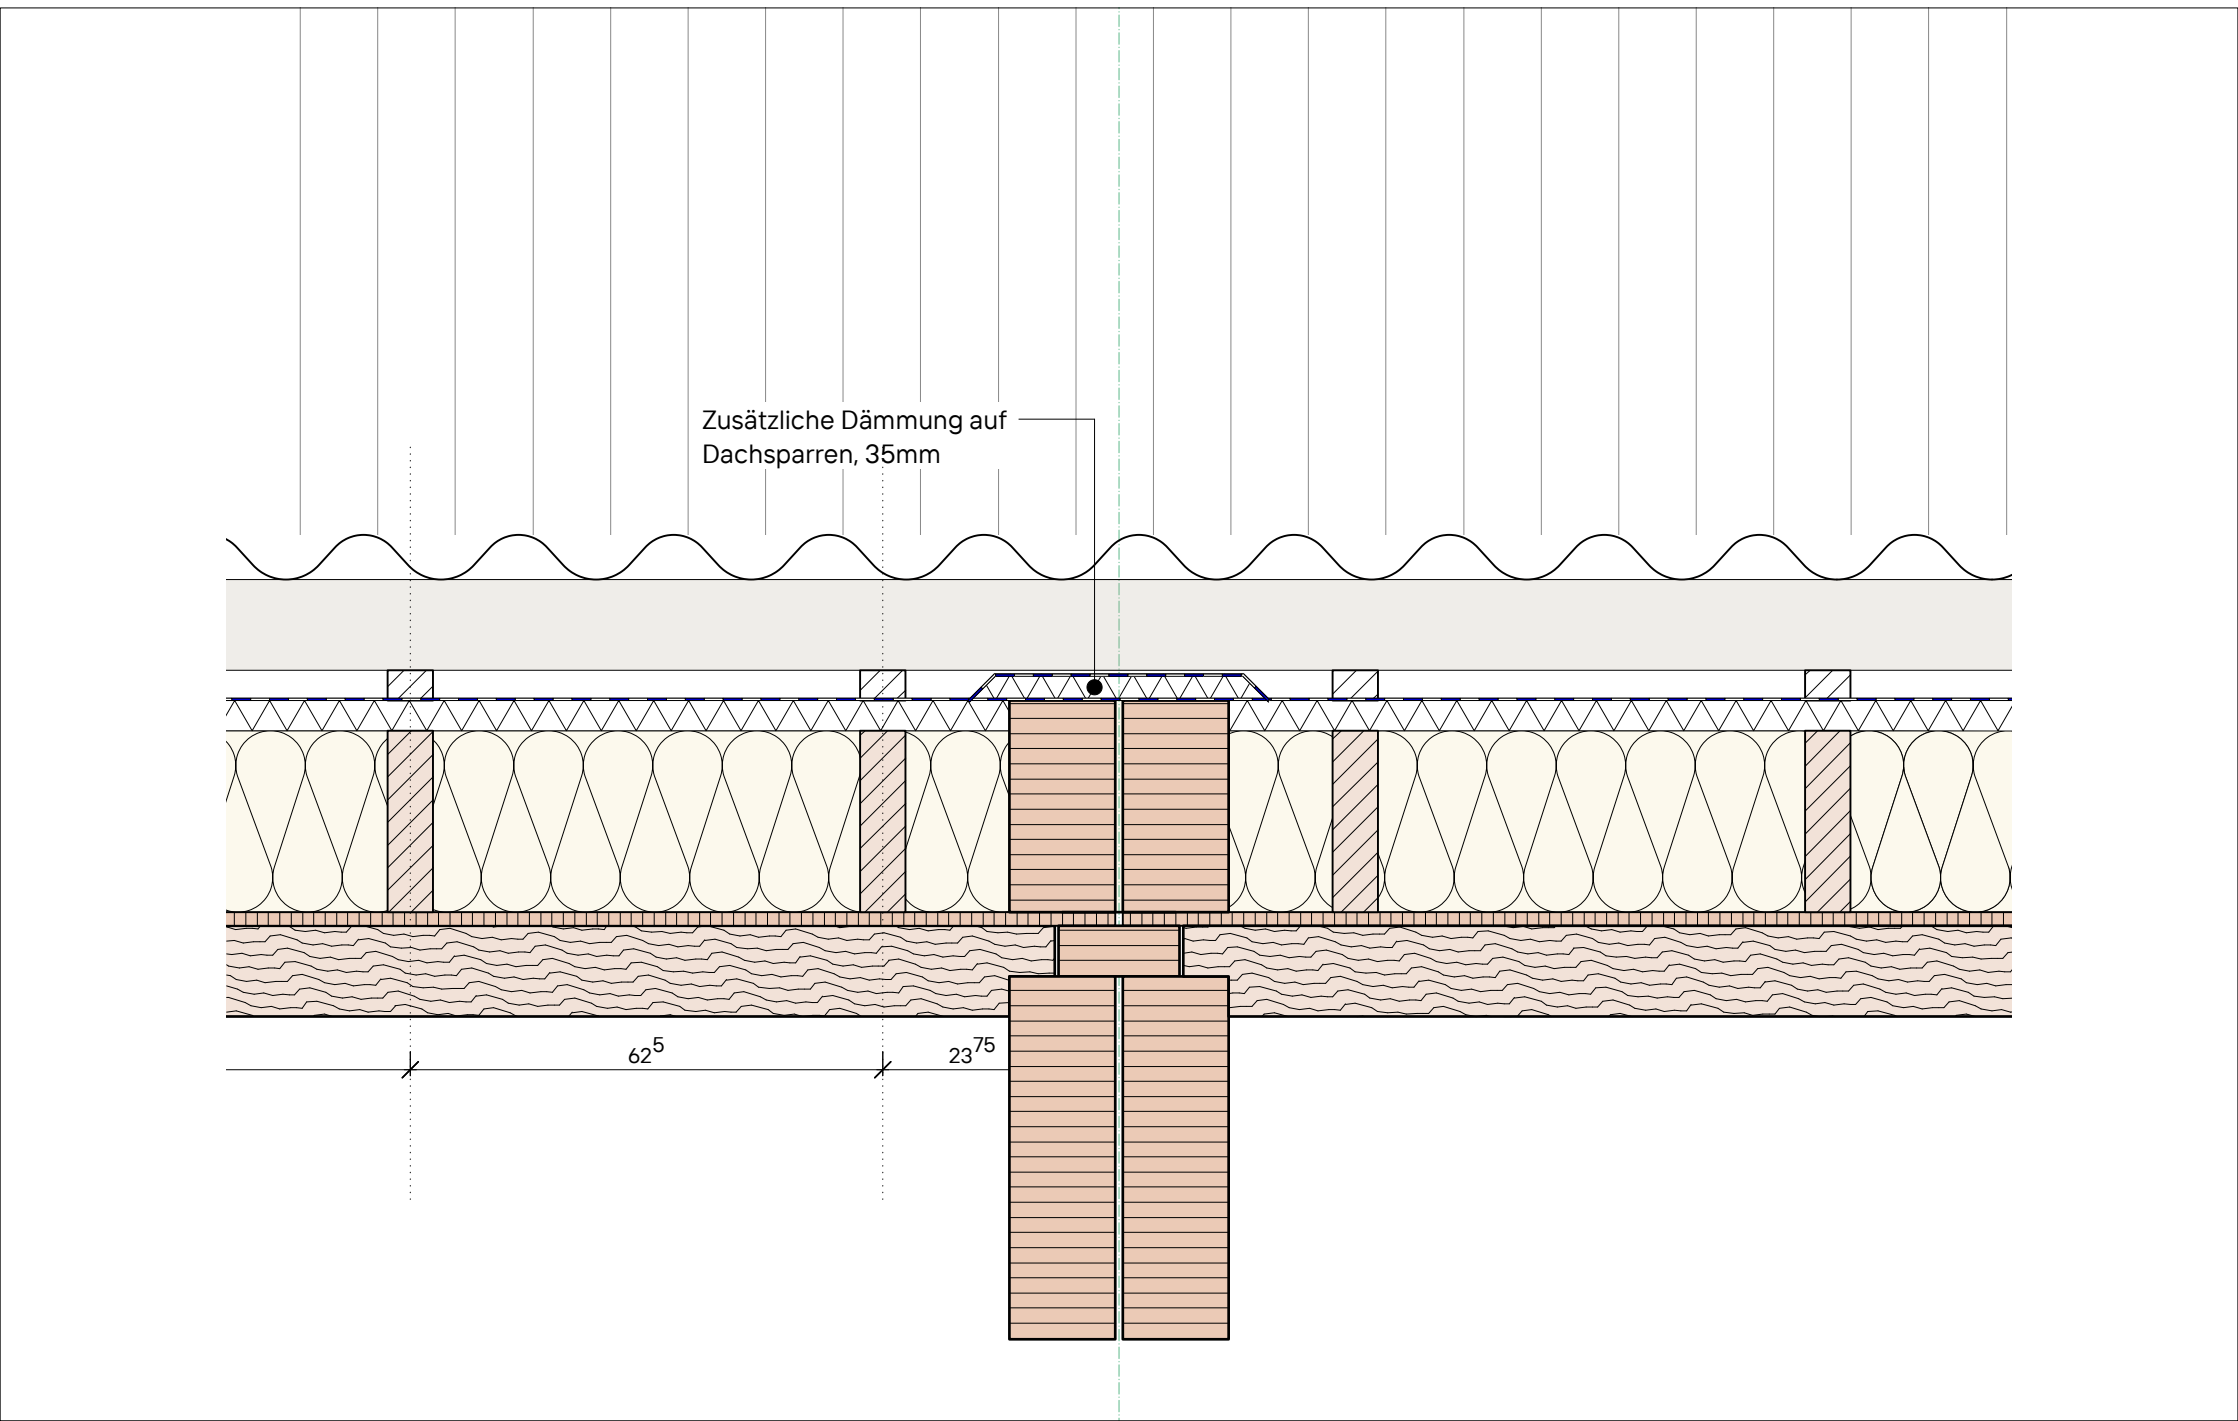 Zusätzliche Dämmung auf
Dachsparren, 35mm
62⁵
23⁷⁵